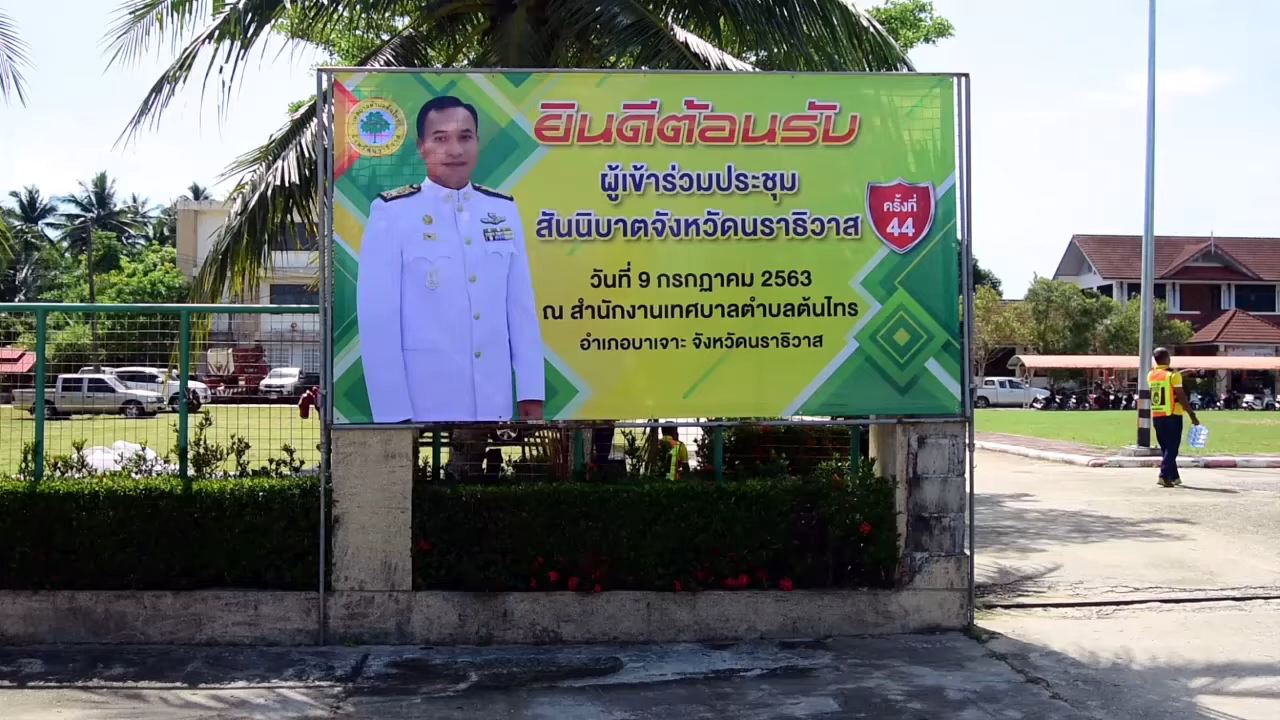 ยินดีต้อนรับ
ผู้เข้าร่วมประชุม
สันนิบาตจังหวัดนราธิวาส
ครั้งที่
44
วันที่ 9 กรกฎาคม 2563
ณ สำนักงานเทศบาลตำบลต้นไทร
อำเภอบาเจาะ จังหวัดนราธิวาส